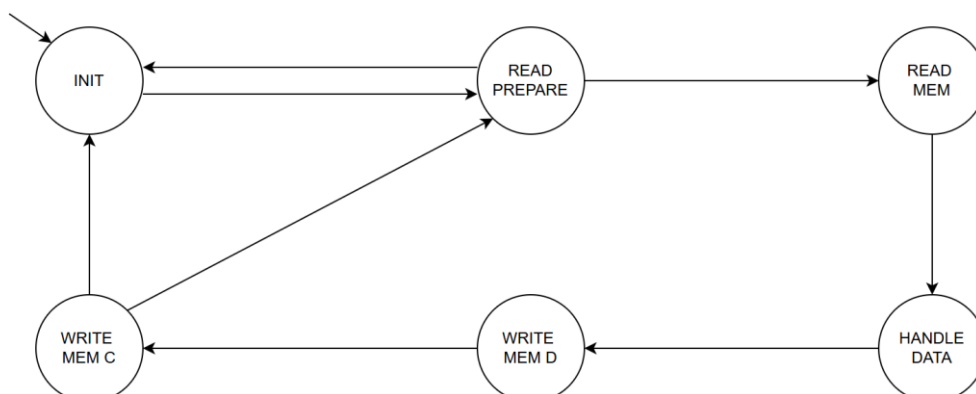 INIT
READ
PREPARE
READ
MEM
WRITE
MEM C
WRITE
MEM D
HANDLE
DATA